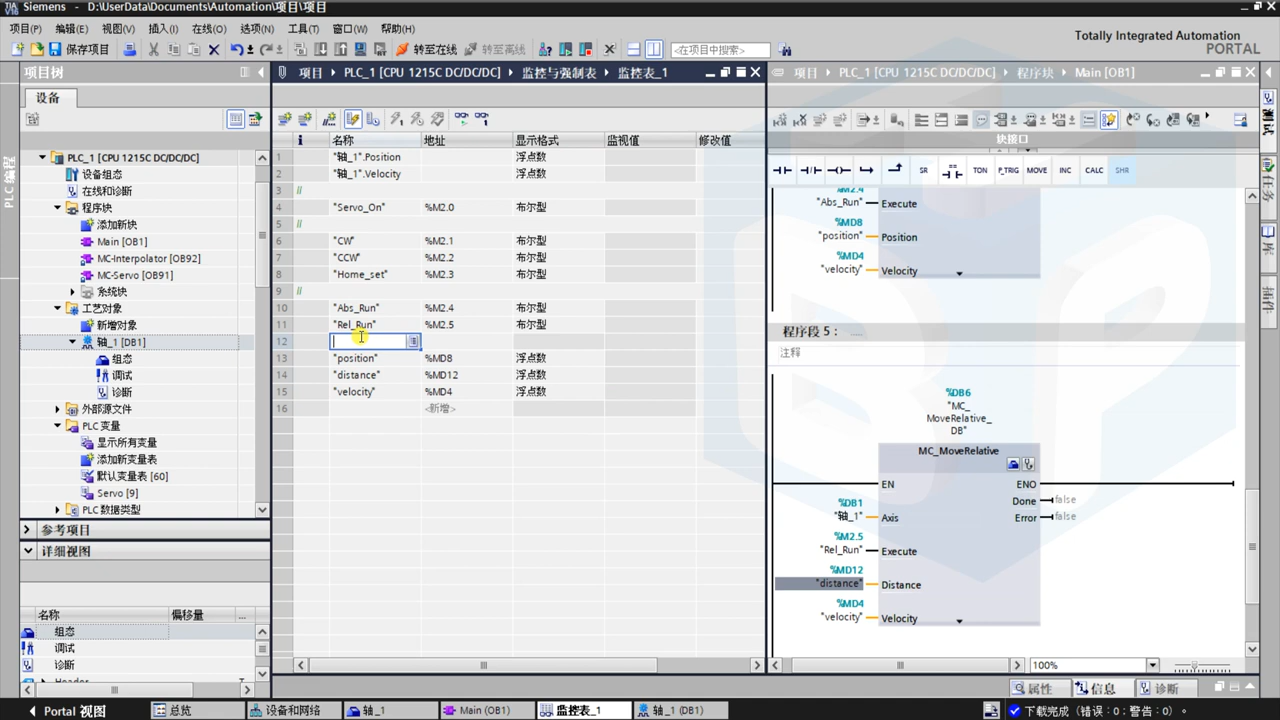 Siemens - D:\UserData\Documents\Automation\项目\项目
项目(P) 编辑(E) 视图(V) 插入(I) 在线(O) 选项(N) 工具(T) 窗口(W) 帮助(H)
Totally Integrated Automation
PORTAL
保存项目 转至在线 转至离线 <在项目中搜索>
项目树
设备
PLC 编程
PLC_1 [CPU 1215C DC/DC/DC]
设备组态
在线和诊断
程序块
添加新块
Main [OB1]
MC-Interpolator [OB92]
MC-Servo [OB91]
系统块
工艺对象
新增对象
轴_1 [DB1]
组态
调试
诊断
外部源文件
PLC 变量
显示所有变量
添加新变量表
默认变量表 [60]
Servo [9]
PLC 数据类型
参考项目
详细视图
名称 偏移量 ...
组态
调试
诊断
项目 PLC_1 [CPU 1215C DC/DC/DC] 监控与强制表 监控表_1
i 名称 地址 显示格式 监视值 修改值
1 "轴_1".Position 浮点数
2 "轴_1".Velocity 浮点数
3 //
4 "Servo_On" %M2.0 布尔型
5 //
6 "CW" %M2.1 布尔型
7 "CCW" %M2.2 布尔型
8 "Home_set" %M2.3 布尔型
9 //
10 "Abs_Run" %M2.4 布尔型
11 "Rel_Run" %M2.5 布尔型
12
13 "position" %MD8 浮点数
14 "distance" %MD12 浮点数
15 "velocity" %MD4 浮点数
16 <新增>
项目 PLC_1 [CPU 1215C DC/DC/DC] 程序块 Main [OB1]
块接口
SR TON P_TRIG MOVE INC CALC SHR
%M2.4
"Abs_Run" Execute
%MD8
"position" Position
%MD4
"velocity" Velocity
程序段 5：
注释
%DB6
"MC_
MoveRelative_
DB"
MC_MoveRelative
EN ENO
Done false
%DB1
"轴_1" Axis Error false
%M2.5
"Rel_Run" Execute
%MD12
"distance" Distance
%MD4
"velocity" Velocity
100%
属性 信息 诊断
测试
任务
库
插件
Portal 视图 总览 设备和网络 轴_1 Main (OB1) 监控表_1 轴_1 (DB1) 下载完成（错误：0；警告：0）。